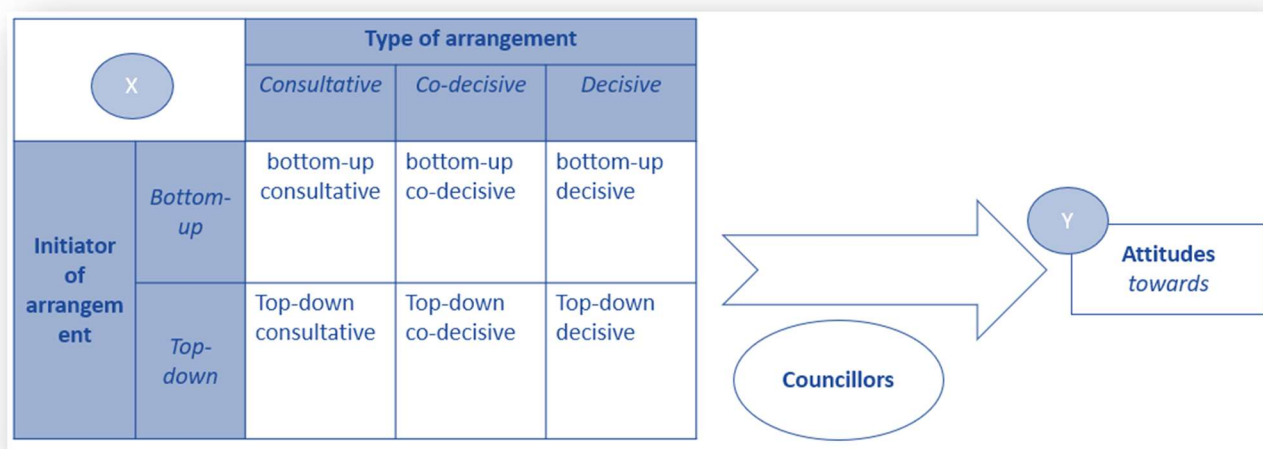 X
Type of arrangement
Consultative
Co-decisive
Decisive
Initiator
of
arrangem
ent
Bottom-
up
bottom-up
consultative
bottom-up
co-decisive
bottom-up
decisive
Top-
down
Top-down
consultative
Top-down
co-decisive
Top-down
decisive
Councillors
Y
Attitudes
towards